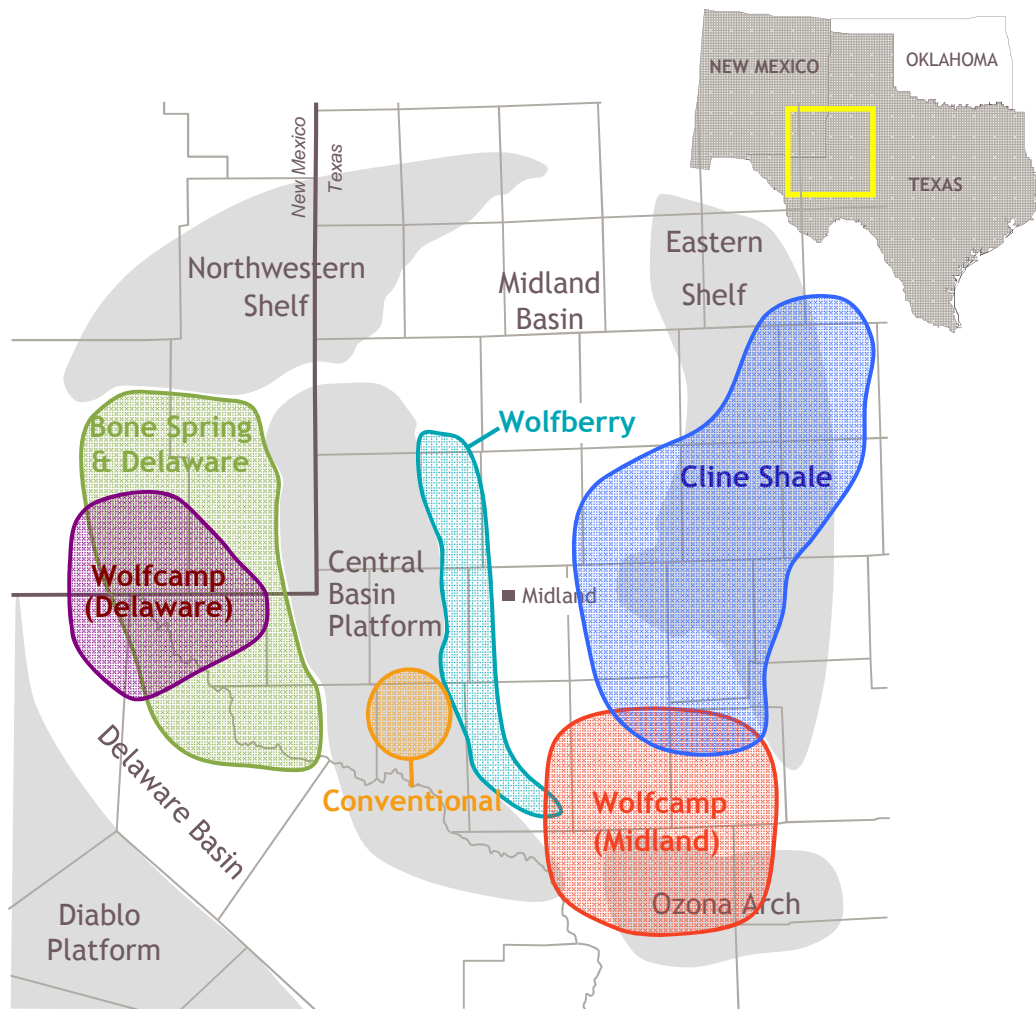 NEW MEXICO
OKLAHOMA
TEXAS
New Mexico
Texas
Northwestern
Shelf
Midland
Basin
Eastern
Shelf
Bone Spring
& Delaware
Wolfberry
Cline Shale
Wolfcamp
(Delaware)
Central
Basin
Platform
Midland
Delaware Basin
Conventional
Wolfcamp
(Midland)
Ozona Arch
Diablo
Platform